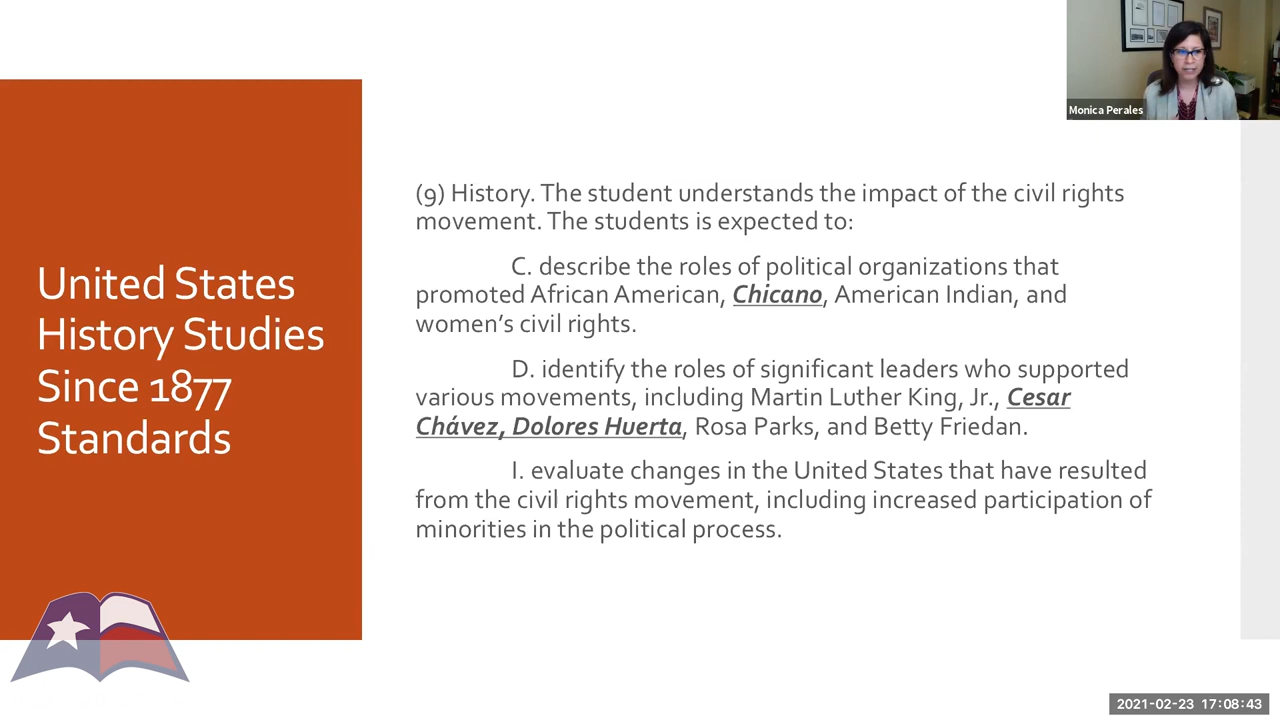 Monica Perales
United States
History Studies
Since 1877
Standards
(9) History. The student understands the impact of the civil rights
movement. The students is expected to:
C. describe the roles of political organizations that
promoted African American, Chicano, American Indian, and
women’s civil rights.
D. identify the roles of significant leaders who supported
various movements, including Martin Luther King, Jr., Cesar
Chávez, Dolores Huerta, Rosa Parks, and Betty Friedan.
I. evaluate changes in the United States that have resulted
from the civil rights movement, including increased participation of
minorities in the political process.
2021-02-23 17:08:43